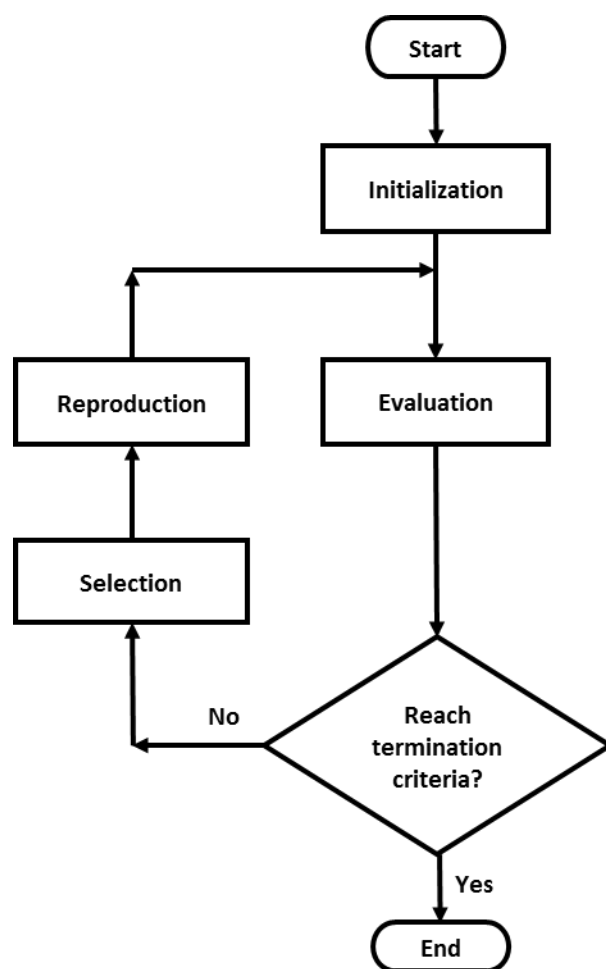 Start
Initialization
Reproduction
Evaluation
Selection
No
Reach
termination
criteria?
Yes
End